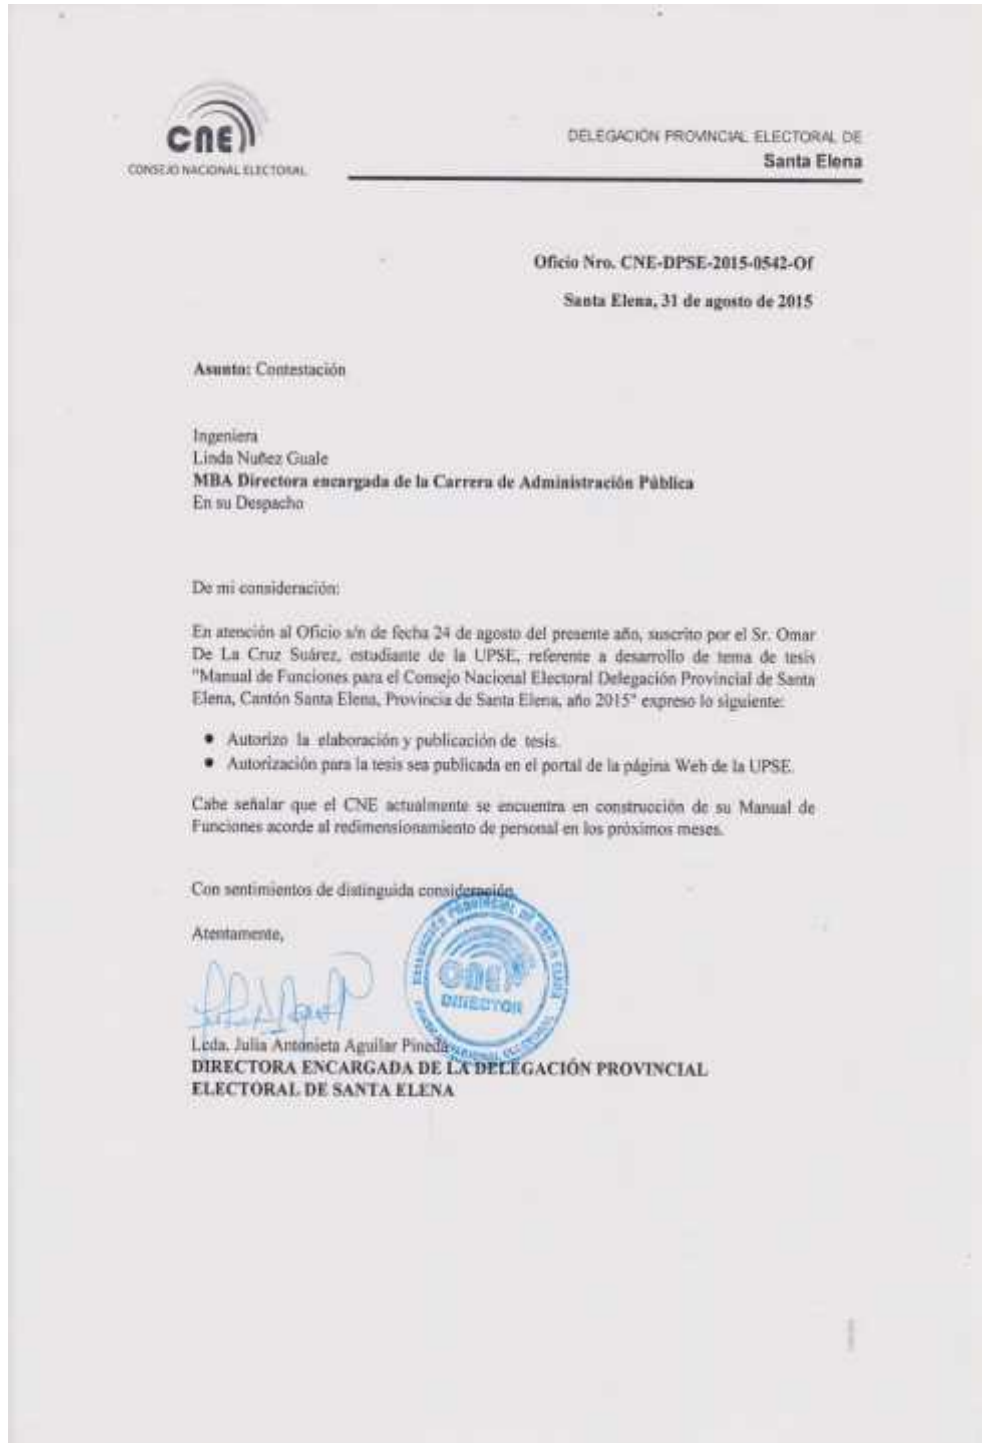 CNE
CONSEJO NACIONAL ELECTORAL
DELEGACIÓN PROVINCIAL ELECTORAL DE
Santa Elena
Oficio Nro. CNE-DPSE-2015-0542-Of
Santa Elena, 31 de agosto de 2015
Asunto: Contestación
Ingeniera
Linda Nuñez Guale
MBA Directora encargada de la Carrera de Administración Pública
En su Despacho
De mi consideración:
En atención al Oficio s/n de fecha 24 de agosto del presente año, suscrito por el Sr. Omar
De La Cruz Suárez, estudiante de la UPSE, referente a desarrollo de tema de tesis
"Manual de Funciones para el Consejo Nacional Electoral Delegación Provincial de Santa
Elena, Cantón Santa Elena, Provincia de Santa Elena, año 2015" expreso lo siguiente:
● Autorizo la elaboración y publicación de tesis.
● Autorización para la tesis sea publicada en el portal de la página Web de la UPSE.
Cabe señalar que el CNE actualmente se encuentra en construcción de su Manual de
Funciones acorde al redimensionamiento de personal en los próximos meses.
Con sentimientos de distinguida consideración,
Atentamente,
CNE
DIRECTOR
Lcda. Julia Antonieta Aguilar Pineda
DIRECTORA ENCARGADA DE LA DELEGACIÓN PROVINCIAL
ELECTORAL DE SANTA ELENA